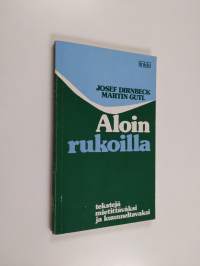 JOSEF DIRNBECK
MARTIN GUTL
Aloin
rukoilla
tekstejä
mietittäväksi
ja kuunneltavaksi